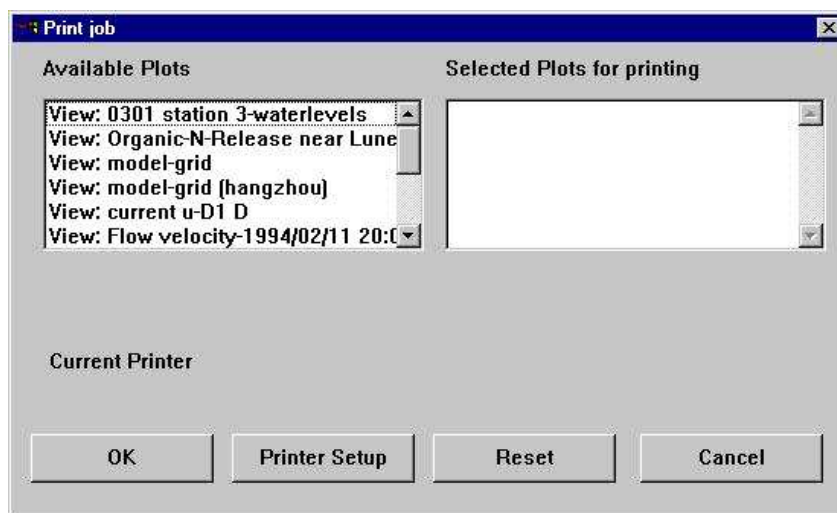 Print job
Available Plots
Selected Plots for printing
View: 0301 station 3-waterlevels
View: Organic-N-Release near Lune
View: model-grid
View: model-grid (hangzhou)
View: current u-D1 D
View: Flow velocity-1994/02/11 20:0
Current Printer
OK
Printer Setup
Reset
Cancel